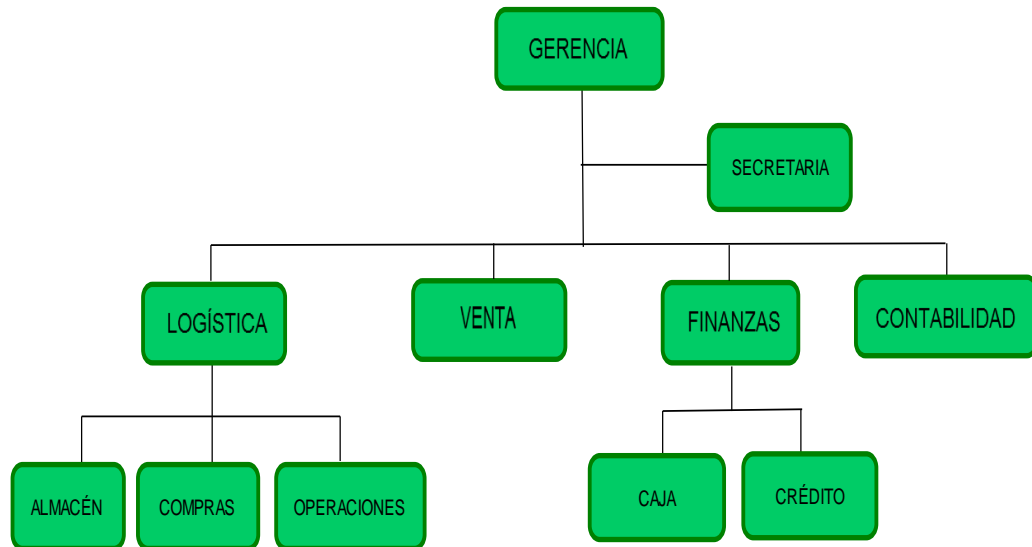 GERENCIA
SECRETARIA
LOGÍSTICA
VENTA
FINANZAS
CONTABILIDAD
ALMACÉN
COMPRAS
OPERACIONES
CAJA
CRÉDITO